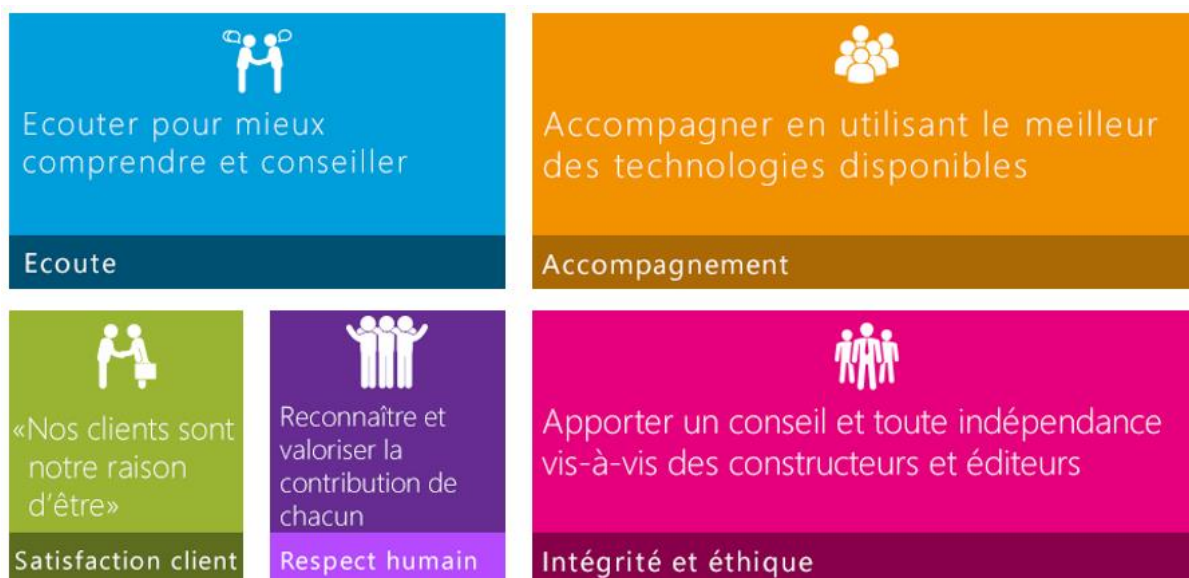 Ecouter pour mieux
comprendre et conseiller
Ecoute
Accompagner en utilisant le meilleur
des technologies disponibles
Accompagnement
«Nos clients sont
notre raison
d'être»
Satisfaction client
Reconnaître et
valoriser la
contribution de
chacun
Respect humain
Apporter un conseil et toute indépendance
vis-à-vis des constructeurs et éditeurs
Intégrité et éthique